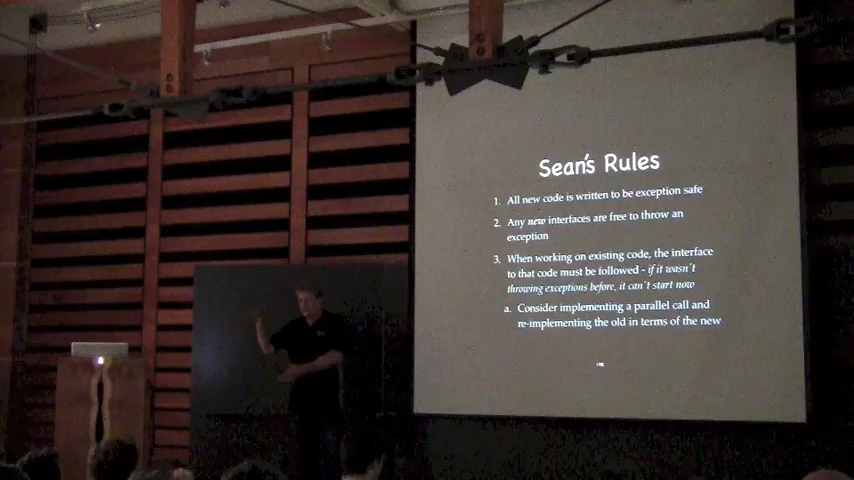 Sean's Rules
1. All new code is written to be exception safe
2. Any new interfaces are free to throw an
exception
3. When working on existing code, the interface
to that code must be followed - if it wasn't
throwing exceptions before, it can't start now
a. Consider implementing a parallel call and
re-implementing the old in terms of the new